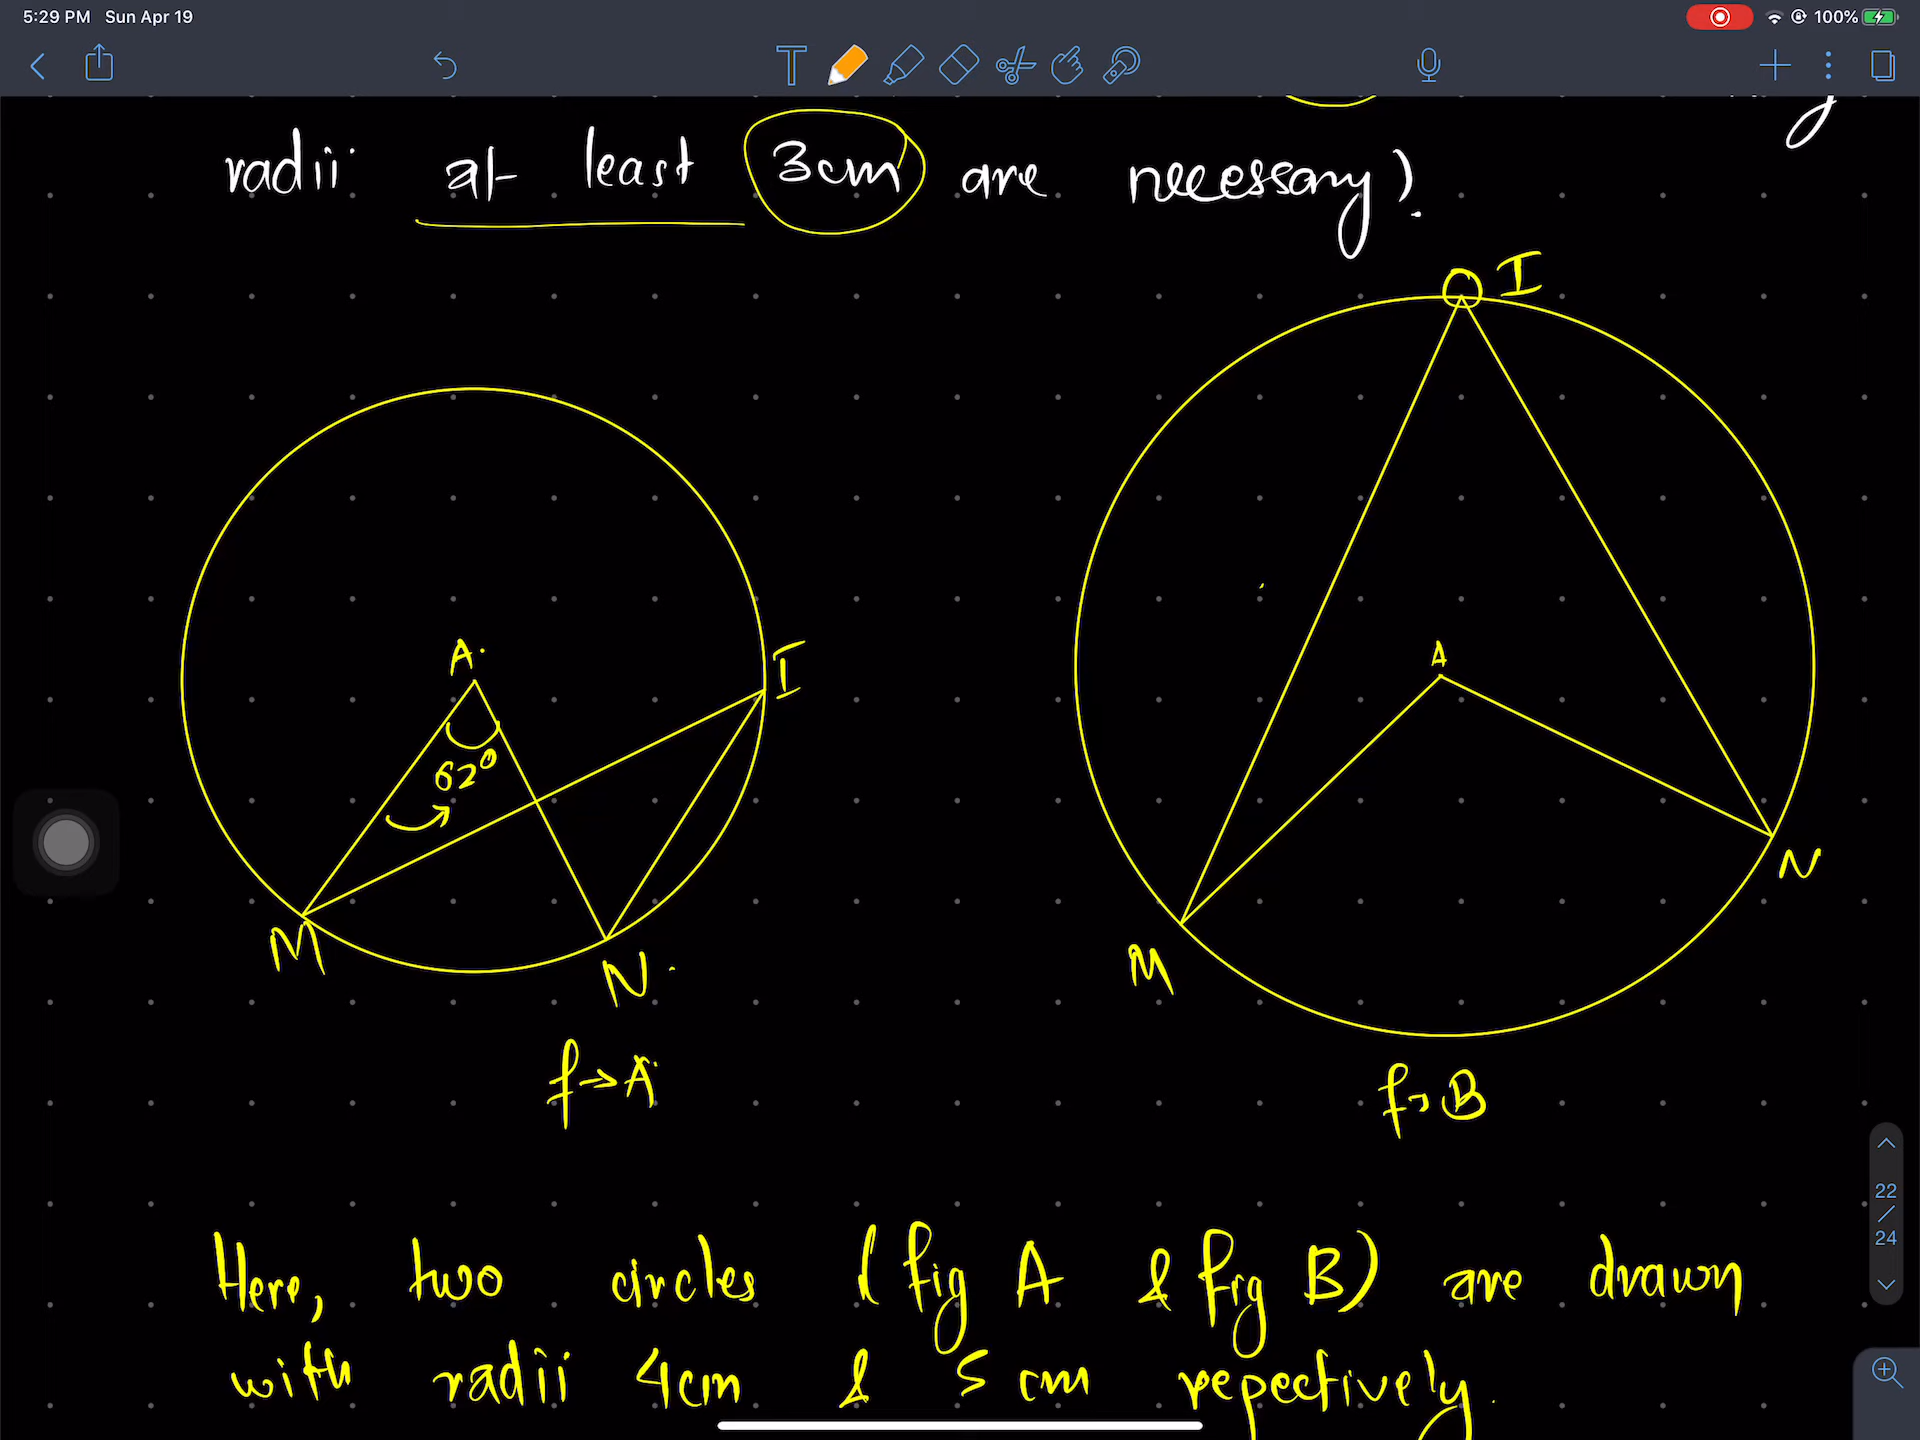 5:29 PM Sun Apr 19
100%
radii at least 3cm are necessary?
I
A.
I
62°
A
M
N.
N
M
f→A
f→B
22
/
24
Here, two circles (fig A & fig B) are drawn
with radii 4cm & 5 cm repectively.